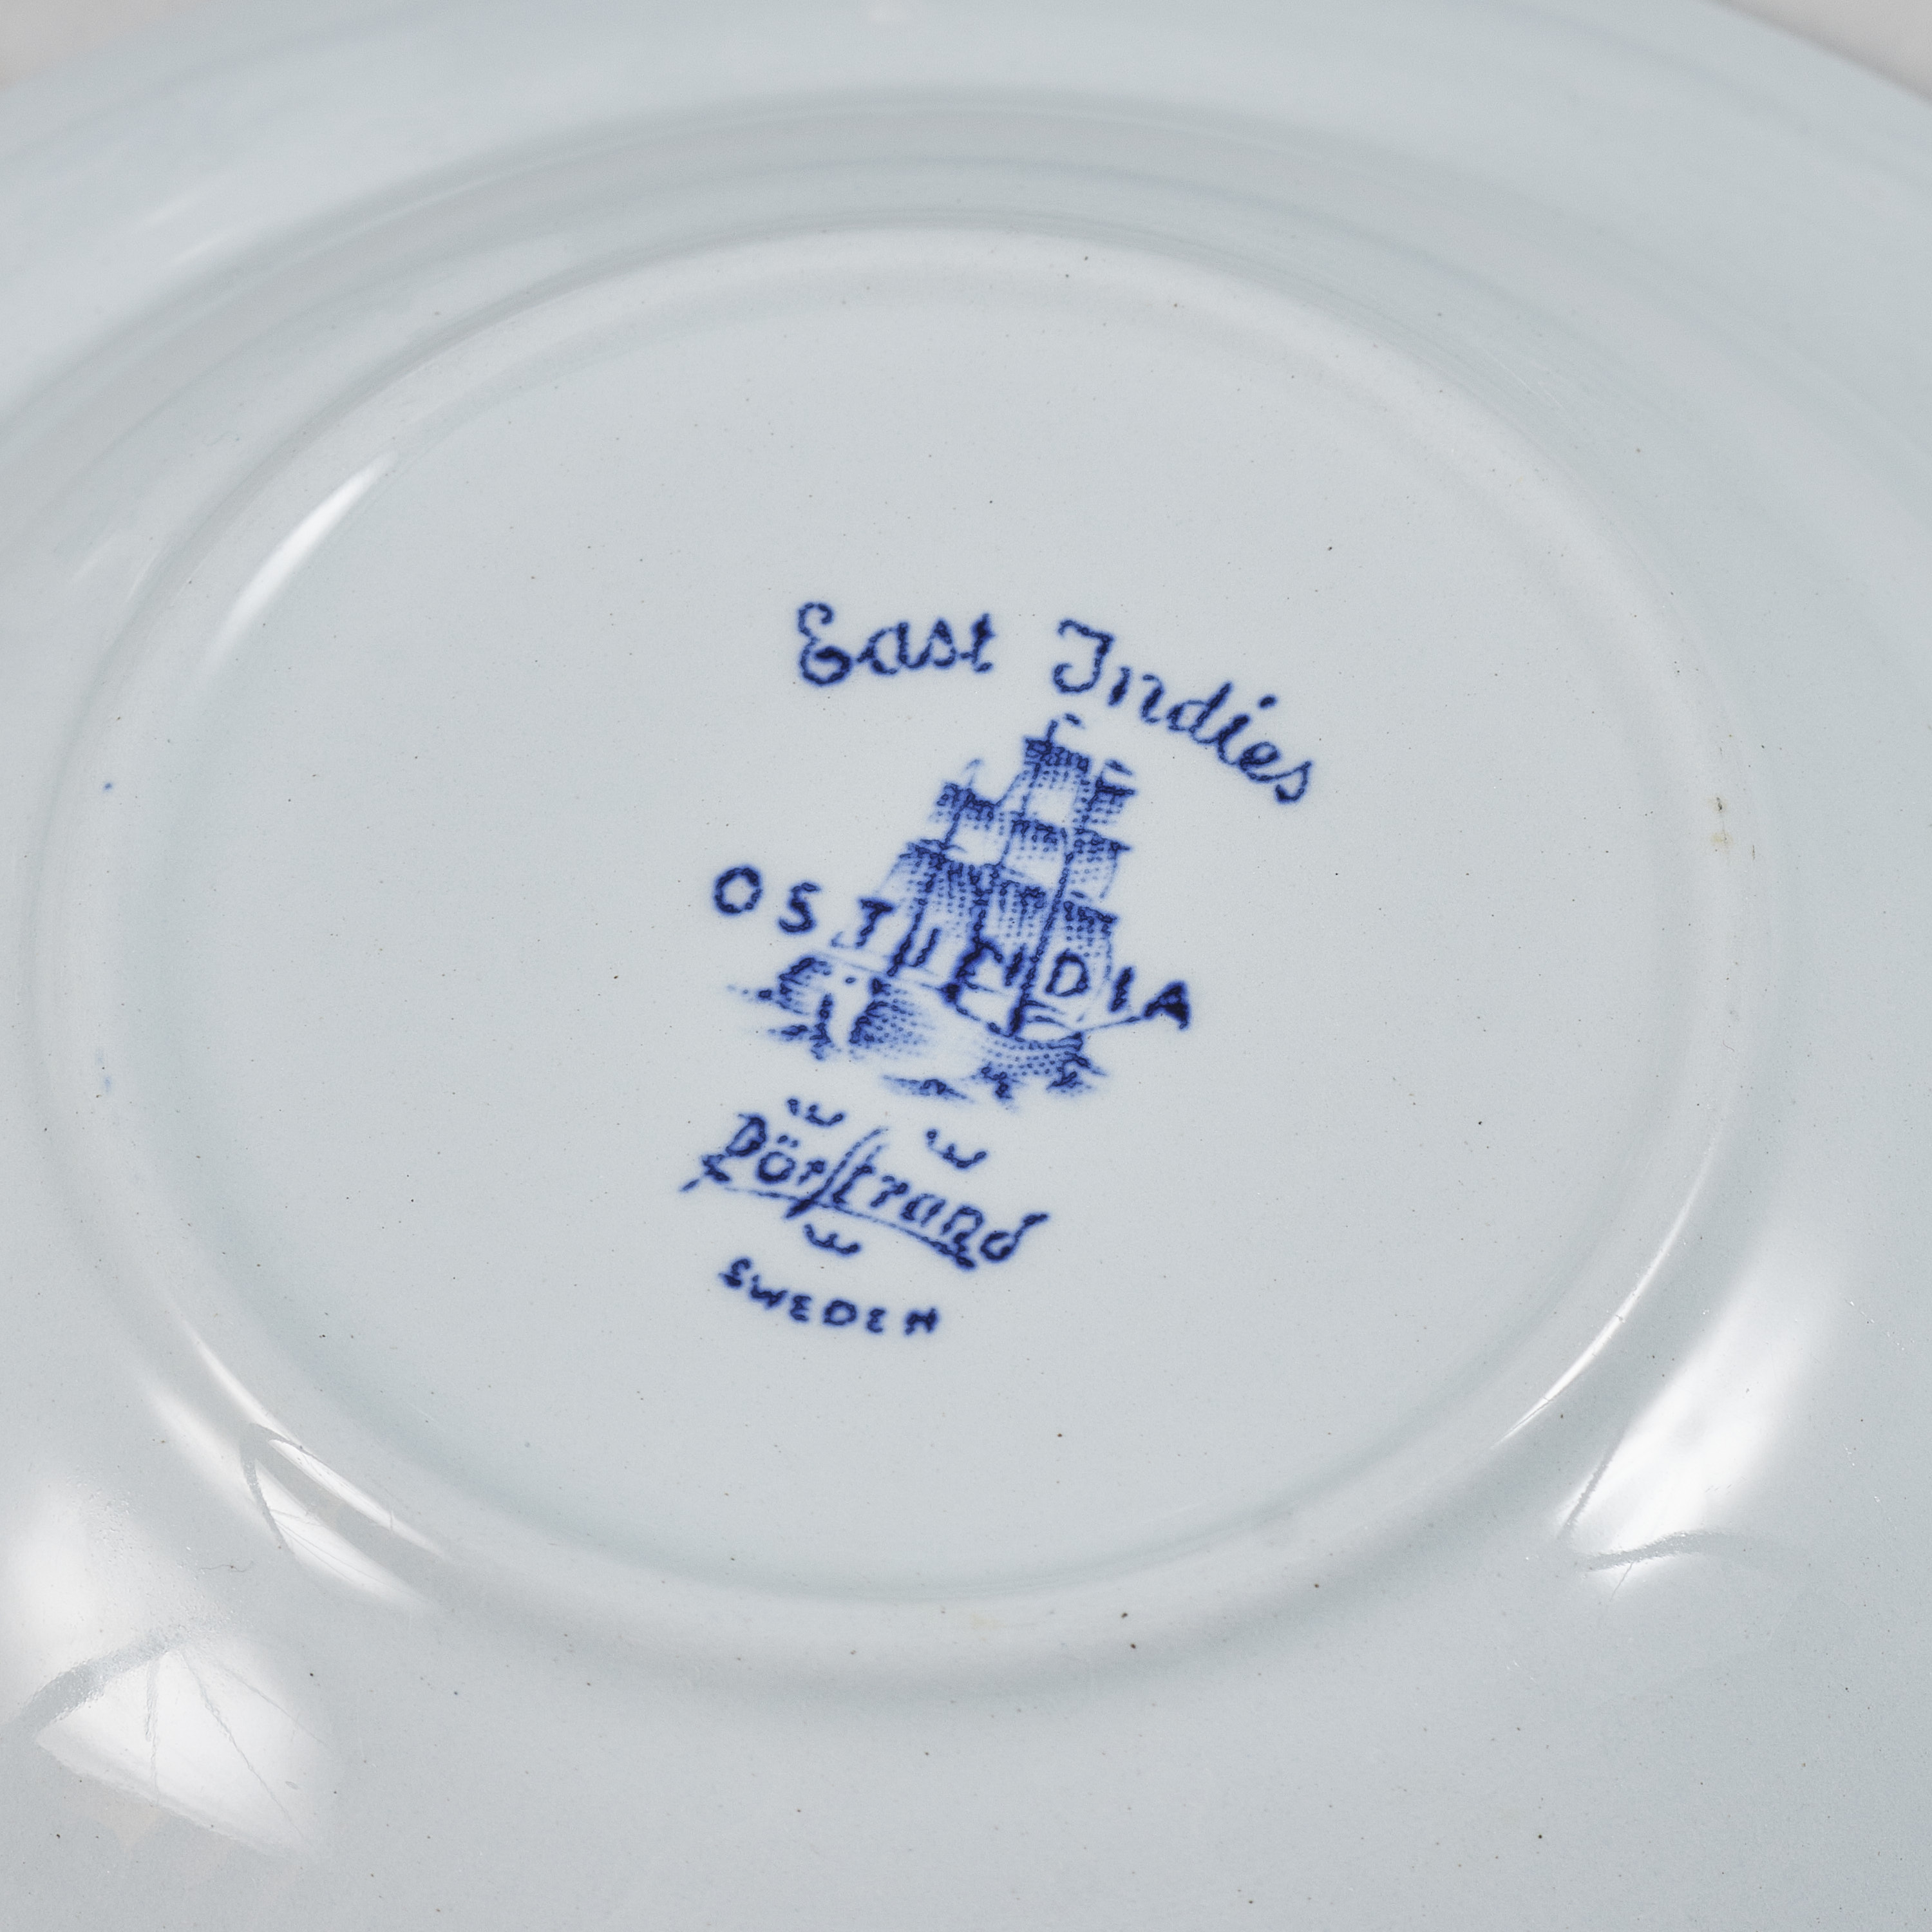 East Indies
OSTINDIA
Rörstrand
SWEDEN